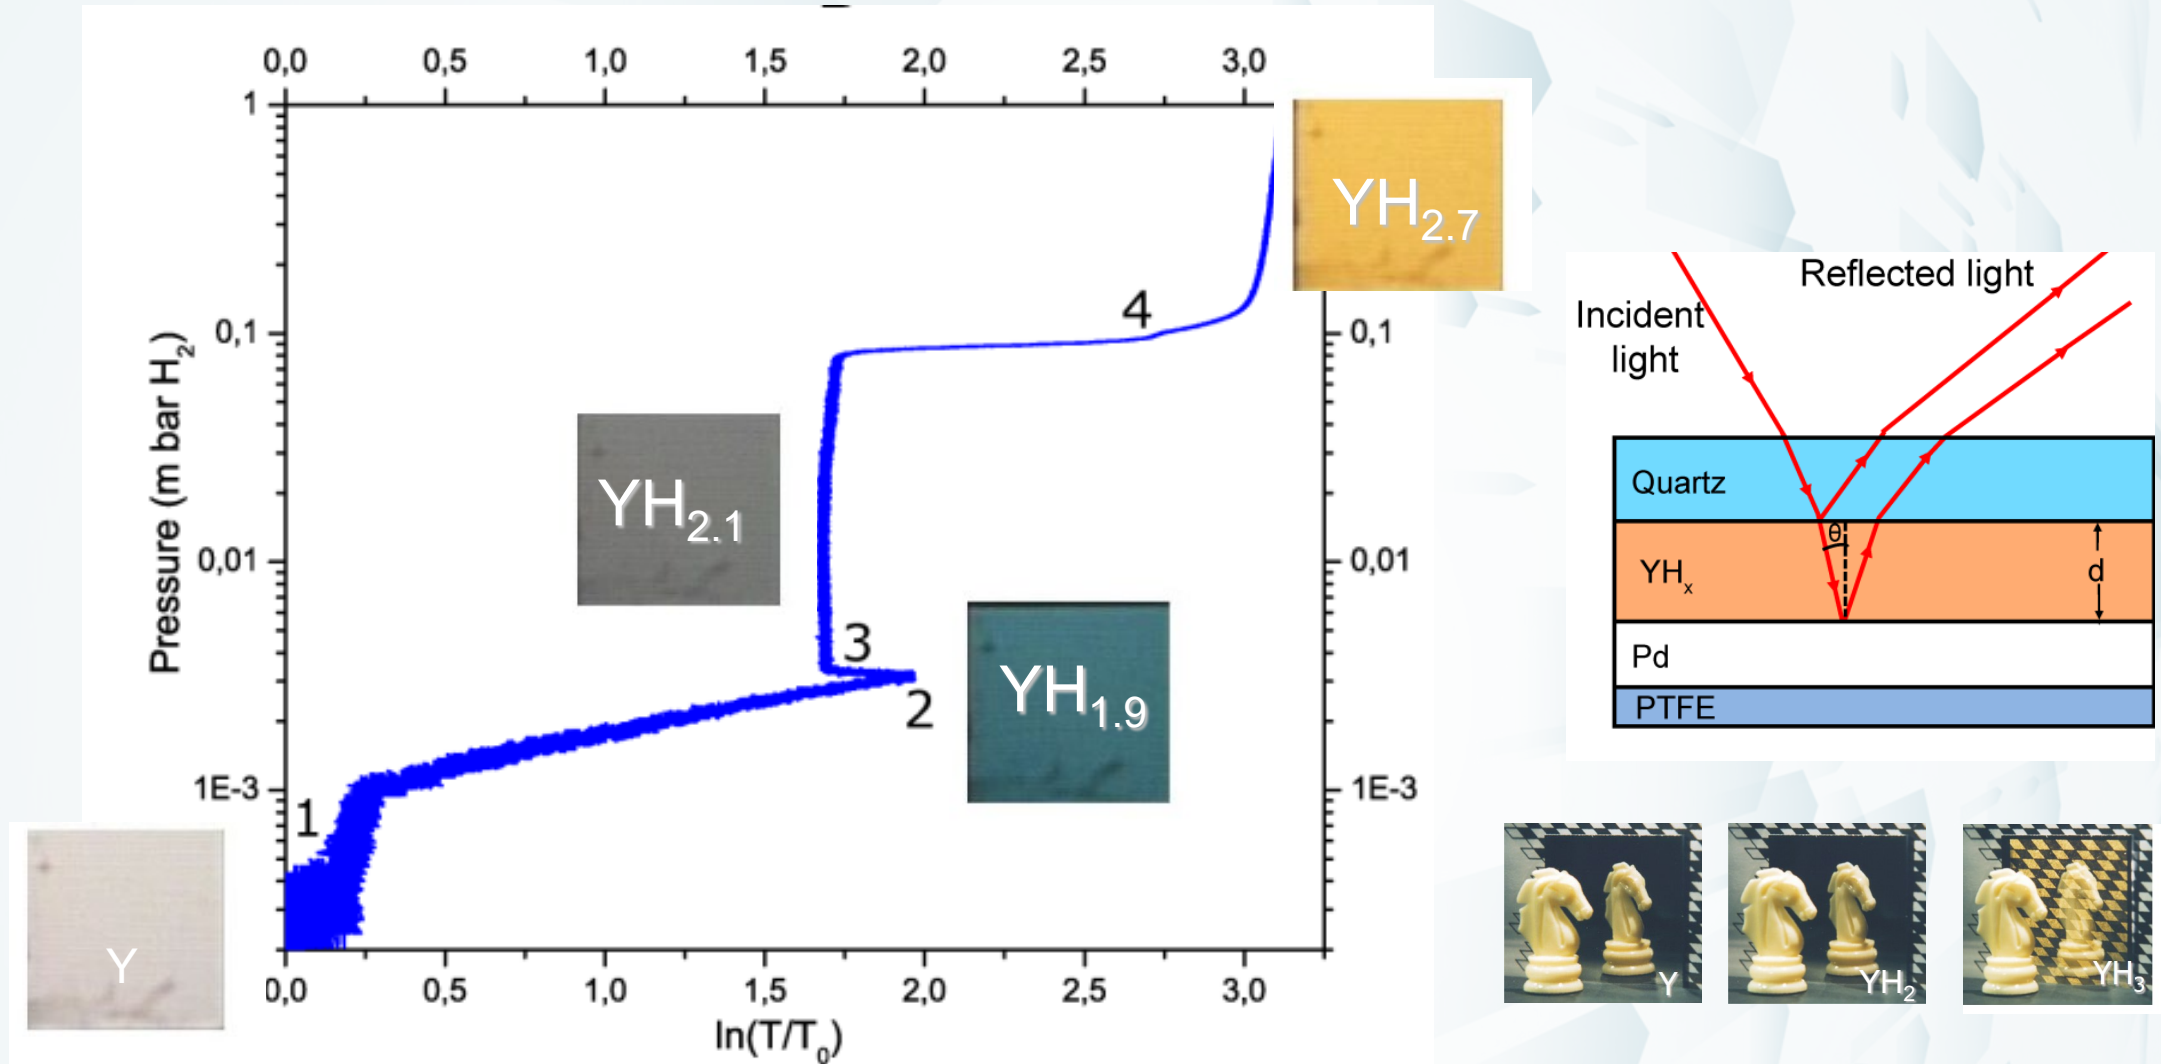 0,0 0,5 1,0 1,5 2,0 2,5 3,0
1
0,1
0,01
1E-3
Pressure (m bar H2)
0,1
0,01
1E-3
1
2
3
4
0,0 0,5 1,0 1,5 2,0 2,5 3,0
ln(T/T0)
Y
YH2.1
YH1.9
YH2.7
Incident
light
Reflected light
Quartz
θ
YHx
d
Pd
PTFE
Y
YH2
YH3